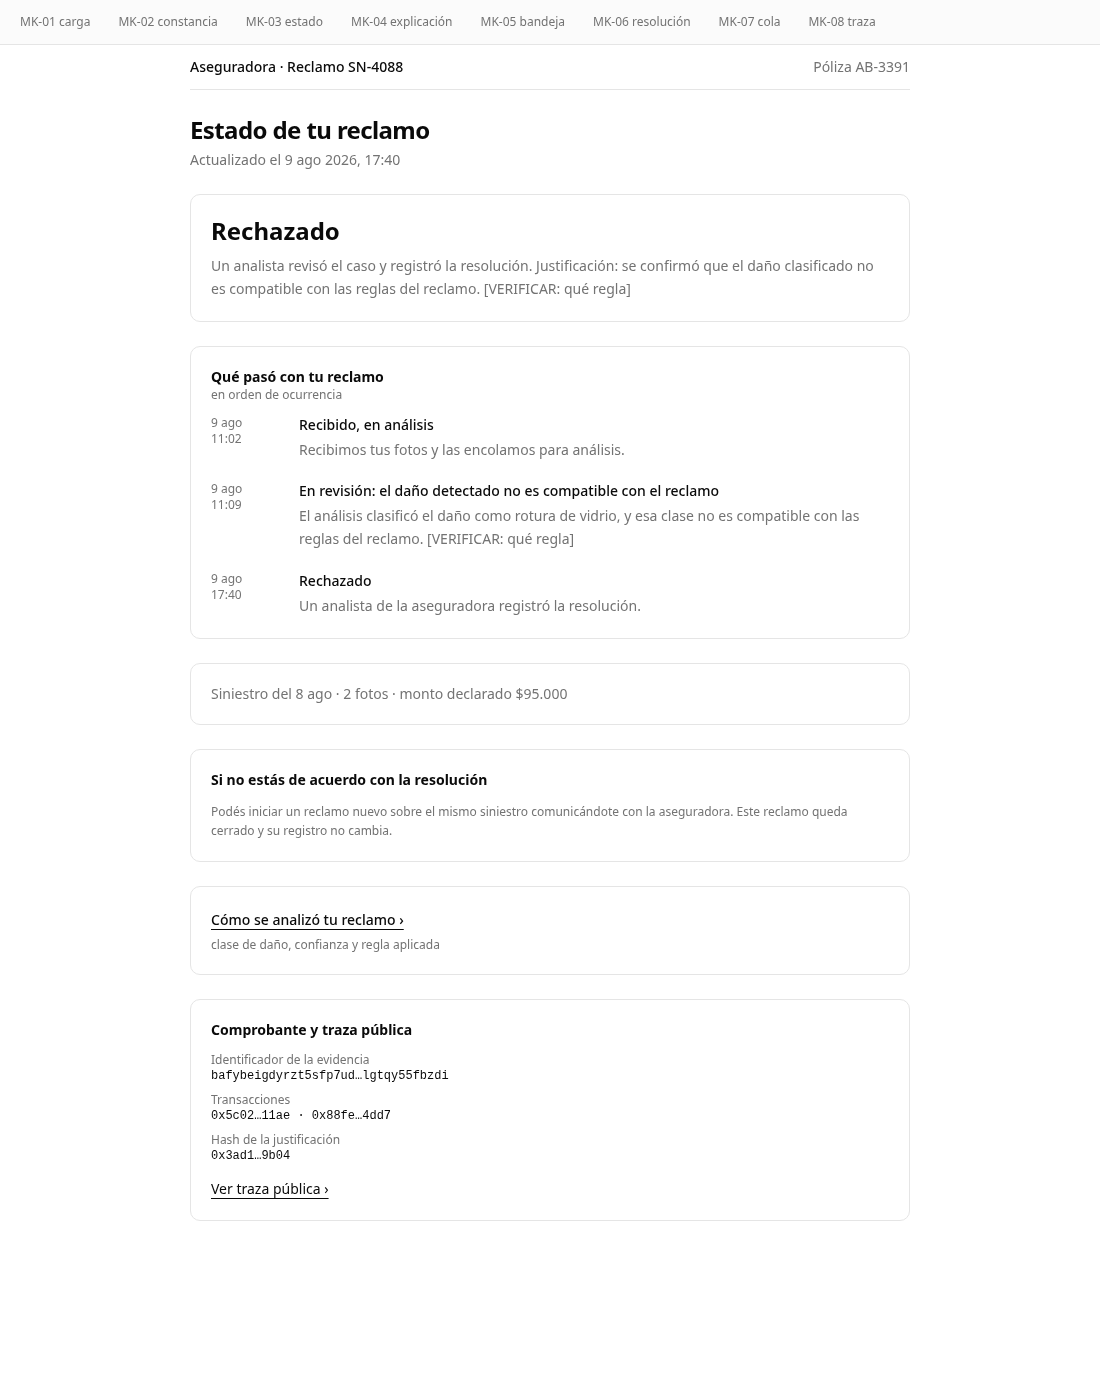 MK-01 carga MK-02 constancia MK-03 estado MK-04 explicación MK-05 bandeja MK-06 resolución MK-07 cola MK-08 traza
Aseguradora · Reclamo SN-4088 Póliza AB-3391
Estado de tu reclamo
Actualizado el 9 ago 2026, 17:40
Rechazado
Un analista revisó el caso y registró la resolución. Justificación: se confirmó que el daño clasificado no
es compatible con las reglas del reclamo. [VERIFICAR: qué regla]
Qué pasó con tu reclamo
en orden de ocurrencia
9 ago
11:02
Recibido, en análisis
Recibimos tus fotos y las encolamos para análisis.
9 ago
11:09
En revisión: el daño detectado no es compatible con el reclamo
El análisis clasificó el daño como rotura de vidrio, y esa clase no es compatible con las
reglas del reclamo. [VERIFICAR: qué regla]
9 ago
17:40
Rechazado
Un analista de la aseguradora registró la resolución.
Siniestro del 8 ago · 2 fotos · monto declarado $95.000
Si no estás de acuerdo con la resolución
Podés iniciar un reclamo nuevo sobre el mismo siniestro comunicándote con la aseguradora. Este reclamo queda
cerrado y su registro no cambia.
Cómo se analizó tu reclamo ›
clase de daño, confianza y regla aplicada
Comprobante y traza pública
Identificador de la evidencia
bafybeigdyrzt5sfp7ud…lgtqy55fbzdi
Transacciones
0x5c02…11ae · 0x88fe…4dd7
Hash de la justificación
0x3ad1…9b04
Ver traza pública ›